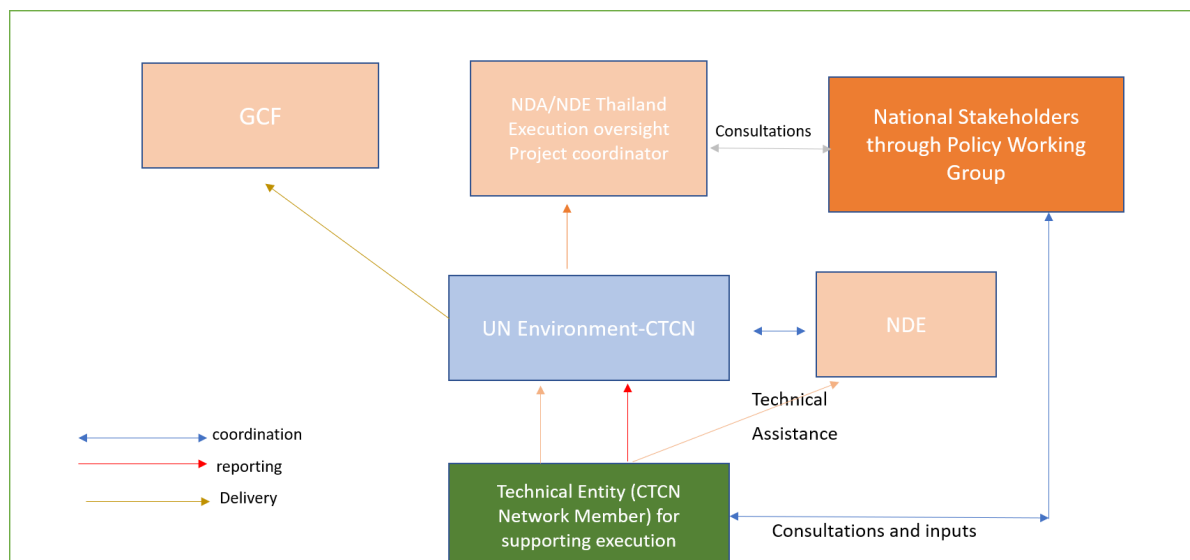 GCF
NDA/NDE Thailand
Execution oversight
Project coordinator
Consultations
National Stakeholders
through Policy Working
Group
UN Environment-CTCN
NDE
Technical
Assistance
coordination
reporting
Delivery
Technical Entity (CTCN
Network Member) for
supporting execution
Consultations and inputs